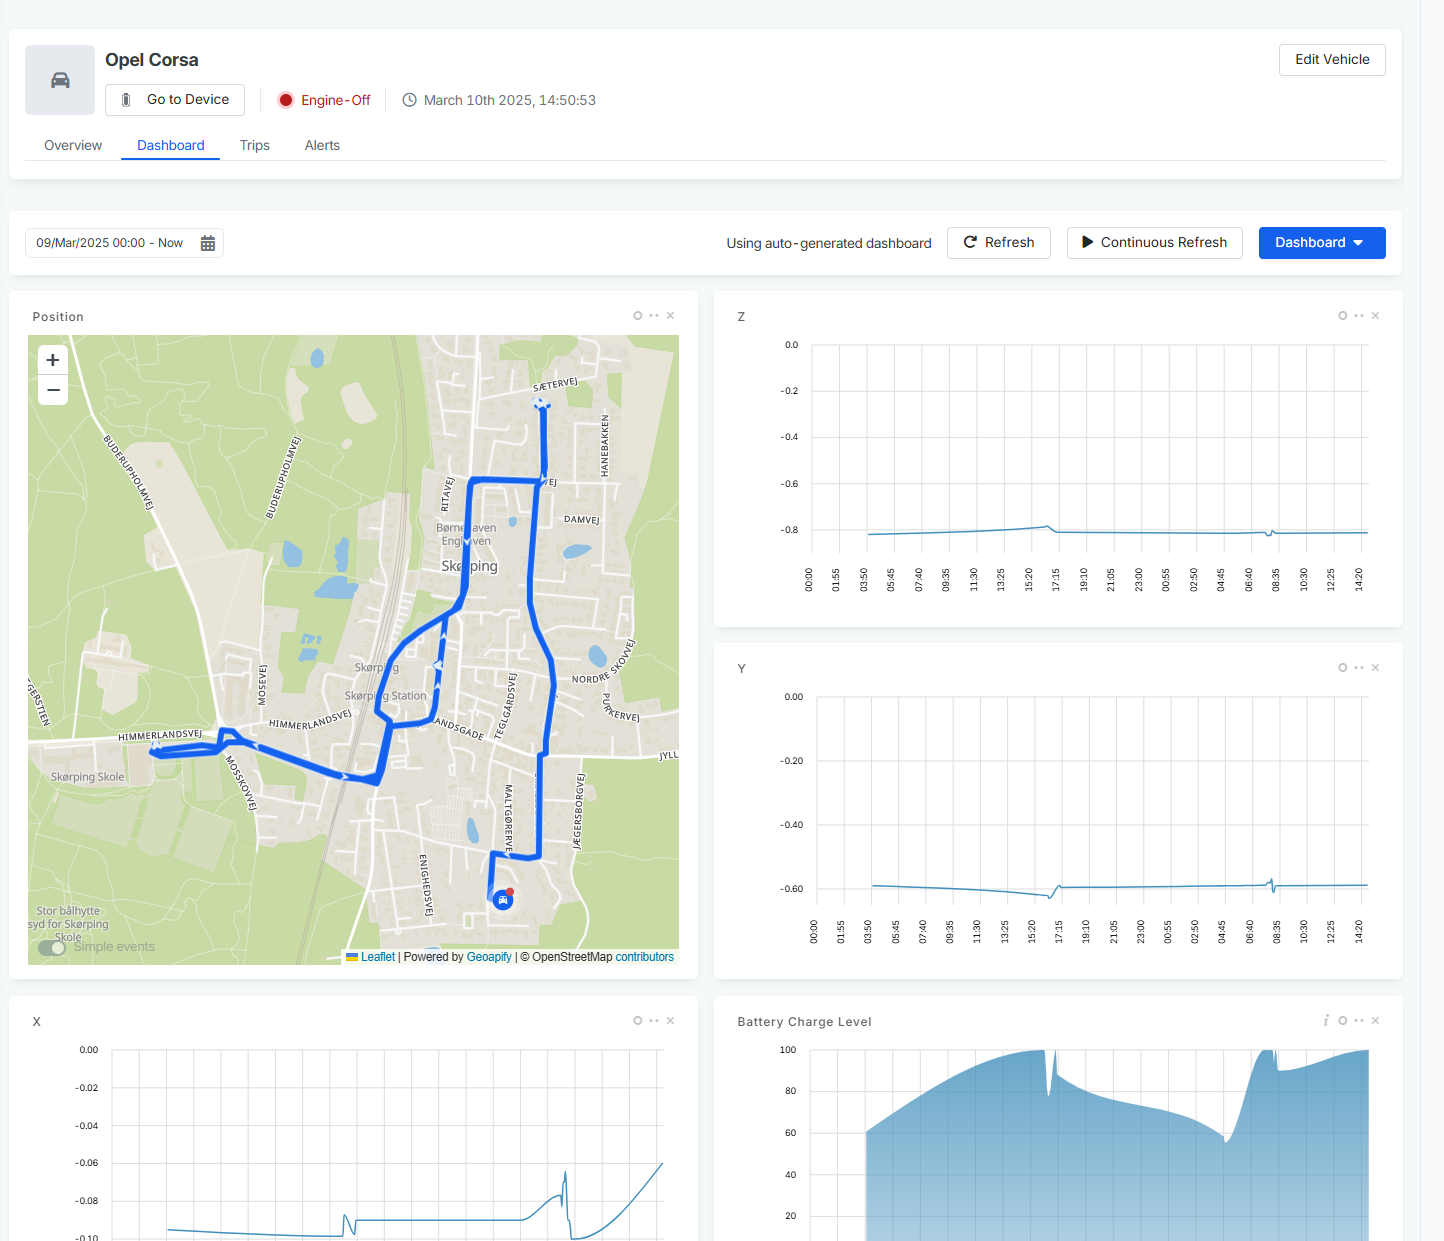 Opel Corsa
Edit Vehicle
Go to Device
Engine-Off
March 10th 2025, 14:50:53
Overview
Dashboard
Trips
Alerts
09/Mar/2025 00:00 - Now
Using auto-generated dashboard
Refresh
Continuous Refresh
Dashboard
Position
+
−
SÆTERVEJ
HANEBAKKEN
BUDERUPHOLMVEJ
BUDERUPHOLMVEJ
RITAVEJ
EJ
DAMVEJ
Skørping
NORDRE SKOVVEJ
Skørping
Skørping Station
MOSEVEJ
TEGLGÅRDSVEJ
PURKERVEJ
GERSTIEN
HIMMERLANDSVEJ
HIMMERLANDSVEJ
ANDSGADE
JYLL
Skørping Skole
MOSSKOVVEJ
MALTGØRERVE
JÆGERSBORGVEJ
ENIGHEDSVEJ
Stor bålhytte
syd for Skørping
Skole
Simple events
Leaflet | Powered by Geoapify | © OpenStreetMap contributors
Z
0.0
-0.2
-0.4
-0.6
-0.8
00:00 01:55 03:50 05:45 07:40 09:35 11:30 13:25 15:20 17:15 19:10 21:05 23:00 00:55 02:50 04:45 06:40 08:35 10:30 12:25 14:20
Y
0.00
-0.20
-0.40
-0.60
00:00 01:55 03:50 05:45 07:40 09:35 11:30 13:25 15:20 17:15 19:10 21:05 23:00 00:55 02:50 04:45 06:40 08:35 10:30 12:25 14:20
X
0.00
-0.02
-0.04
-0.06
-0.08
-0.10
Battery Charge Level
100
80
60
40
20